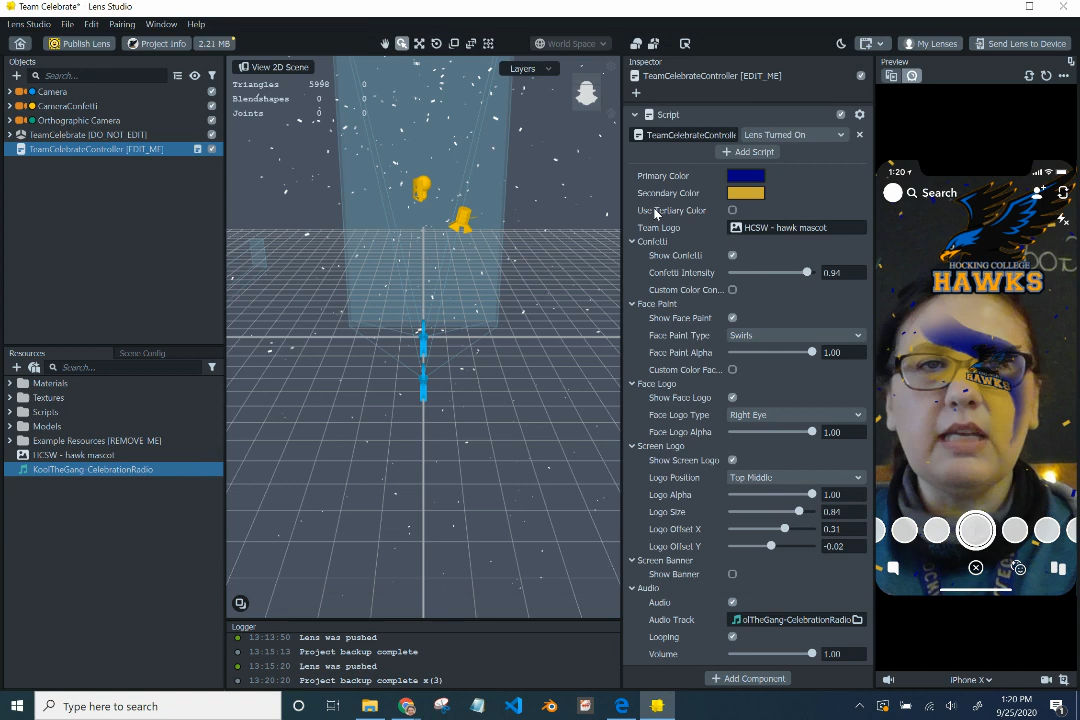 Team Celebrate* Lens Studio
Lens Studio File Edit Pairing Window Help
Publish Lens Project Info 2.21 MB World Space My Lenses Send Lens to Device
Objects
Search...
Camera
CameraConfetti
Orthographic Camera
TeamCelebrate [DO_NOT_EDIT]
TeamCelebrateController [EDIT_ME]
Resources Scene Config
Search...
Materials
Textures
Scripts
Models
Example Resources [REMOVE_ME]
HCSW - hawk mascot
KoolTheGang-CelebrationRadio
View 2D Scene Layers
Triangles 5998 0
Blendshapes 0 0
Joints 0 0
Logger
13:13:50 Lens was pushed
13:15:13 Project backup complete
13:15:20 Lens was pushed
13:20:20 Project backup complete x(3)
Inspector
TeamCelebrateController [EDIT_ME]
Script
TeamCelebrateControlle Lens Turned On
Add Script
Primary Color
Secondary Color
Use Tertiary Color
Team Logo HCSW - hawk mascot
Confetti
Show Confetti
Confetti Intensity 0.94
Custom Color Con...
Face Paint
Show Face Paint
Face Paint Type Swirls
Face Paint Alpha 1.00
Custom Color Fac...
Face Logo
Show Face Logo
Face Logo Type Right Eye
Face Logo Alpha 1.00
Screen Logo
Show Screen Logo
Logo Position Top Middle
Logo Alpha 1.00
Logo Size 0.84
Logo Offset X 0.31
Logo Offset Y -0.02
Screen Banner
Show Banner
Audio
Audio
Audio Track olTheGang-CelebrationRadio
Looping
Volume 1.00
Add Component
Preview
1:20
Search
HOCKING COLLEGE
HAWKS
HAWKS
iPhone X
Type here to search
1:20 PM
9/25/2020